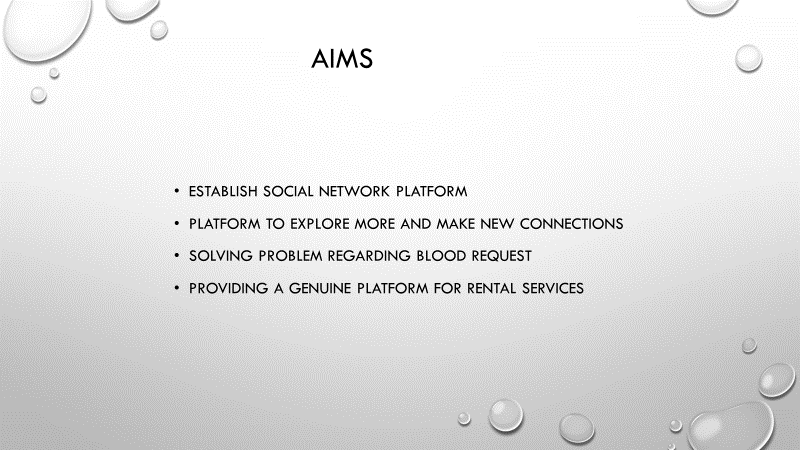 AIMS
• ESTABLISH SOCIAL NETWORK PLATFORM
• PLATFORM TO EXPLORE MORE AND MAKE NEW CONNECTIONS
• SOLVING PROBLEM REGARDING BLOOD REQUEST
• PROVIDING A GENUINE PLATFORM FOR RENTAL SERVICES